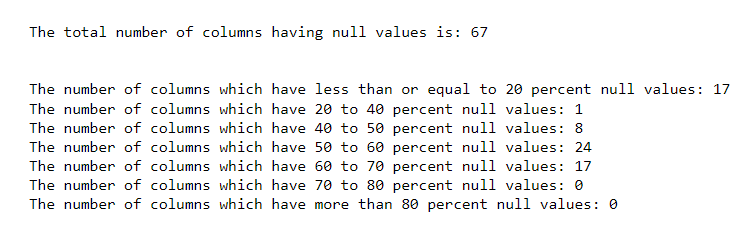 The total number of columns having null values is: 67
The number of columns which have less than or equal to 20 percent null values: 17
The number of columns which have 20 to 40 percent null values: 1
The number of columns which have 40 to 50 percent null values: 8
The number of columns which have 50 to 60 percent null values: 24
The number of columns which have 60 to 70 percent null values: 17
The number of columns which have 70 to 80 percent null values: 0
The number of columns which have more than 80 percent null values: 0